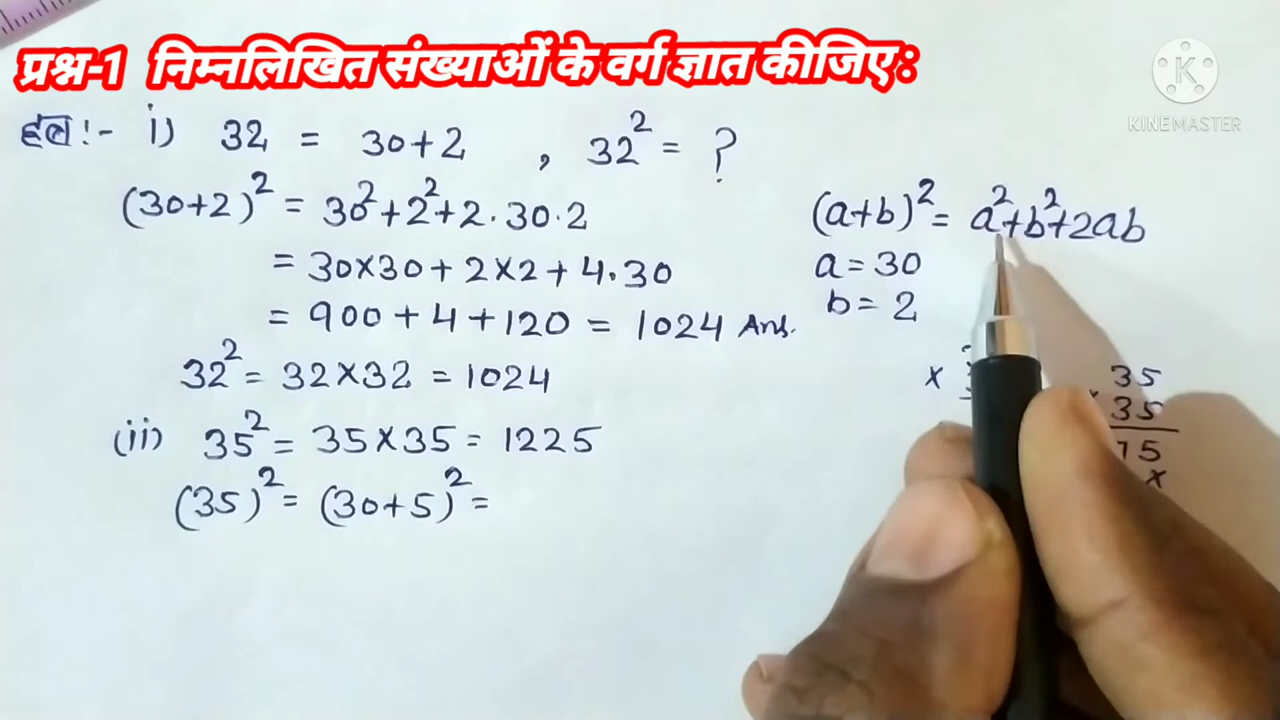 प्रश्न-1 निम्नलिखित संख्याओं के वर्ग ज्ञात कीजिए :
K
KINEMASTER
हल :- i) 32 = 30+2 , 32² = ?
(30+2)² = 30²+2²+2·30·2
= 30×30+2×2+4·30
= 900+4+120 = 1024 Ans.
32² = 32×32 = 1024
(ii) 35² = 35×35 = 1225
(35)² = (30+5)² =
(a+b)² = a²+b²+2ab
a=30
b=2
×
35
35
75
×